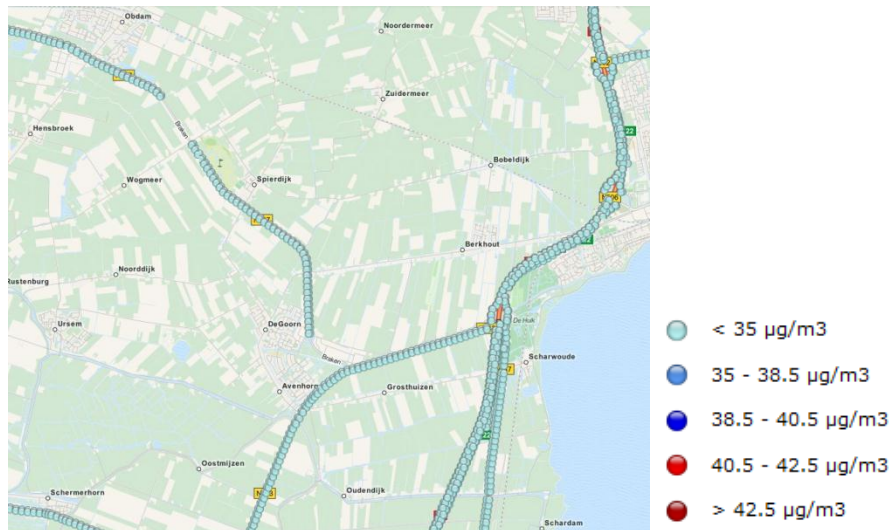 Obdam
Noordermeer
Zuidermeer
Hensbroek
Braken
22
Bobeldijk
Wogmeer
Spierdijk
Berkhout
Noorddijk
Rustenburg
Ursem
DeGoorn
De Hulk
Braken
Scharwoude
Avenhorn
Grosthuizen
22
Oostmijzen
Schermerhorn
Oudendijk
Schardam
< 35 µg/m3
35 - 38.5 µg/m3
38.5 - 40.5 µg/m3
40.5 - 42.5 µg/m3
> 42.5 µg/m3